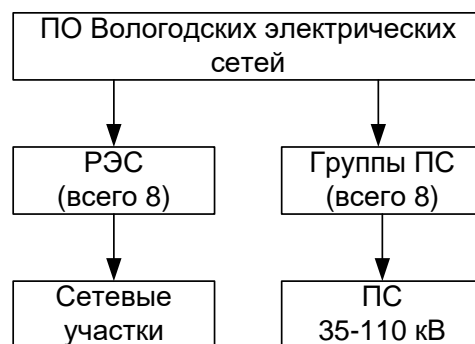 ПО Вологодских электрических
сетей
РЭС
(всего 8)
Группы ПС
(всего 8)
Сетевые
участки
ПС
35-110 кВ